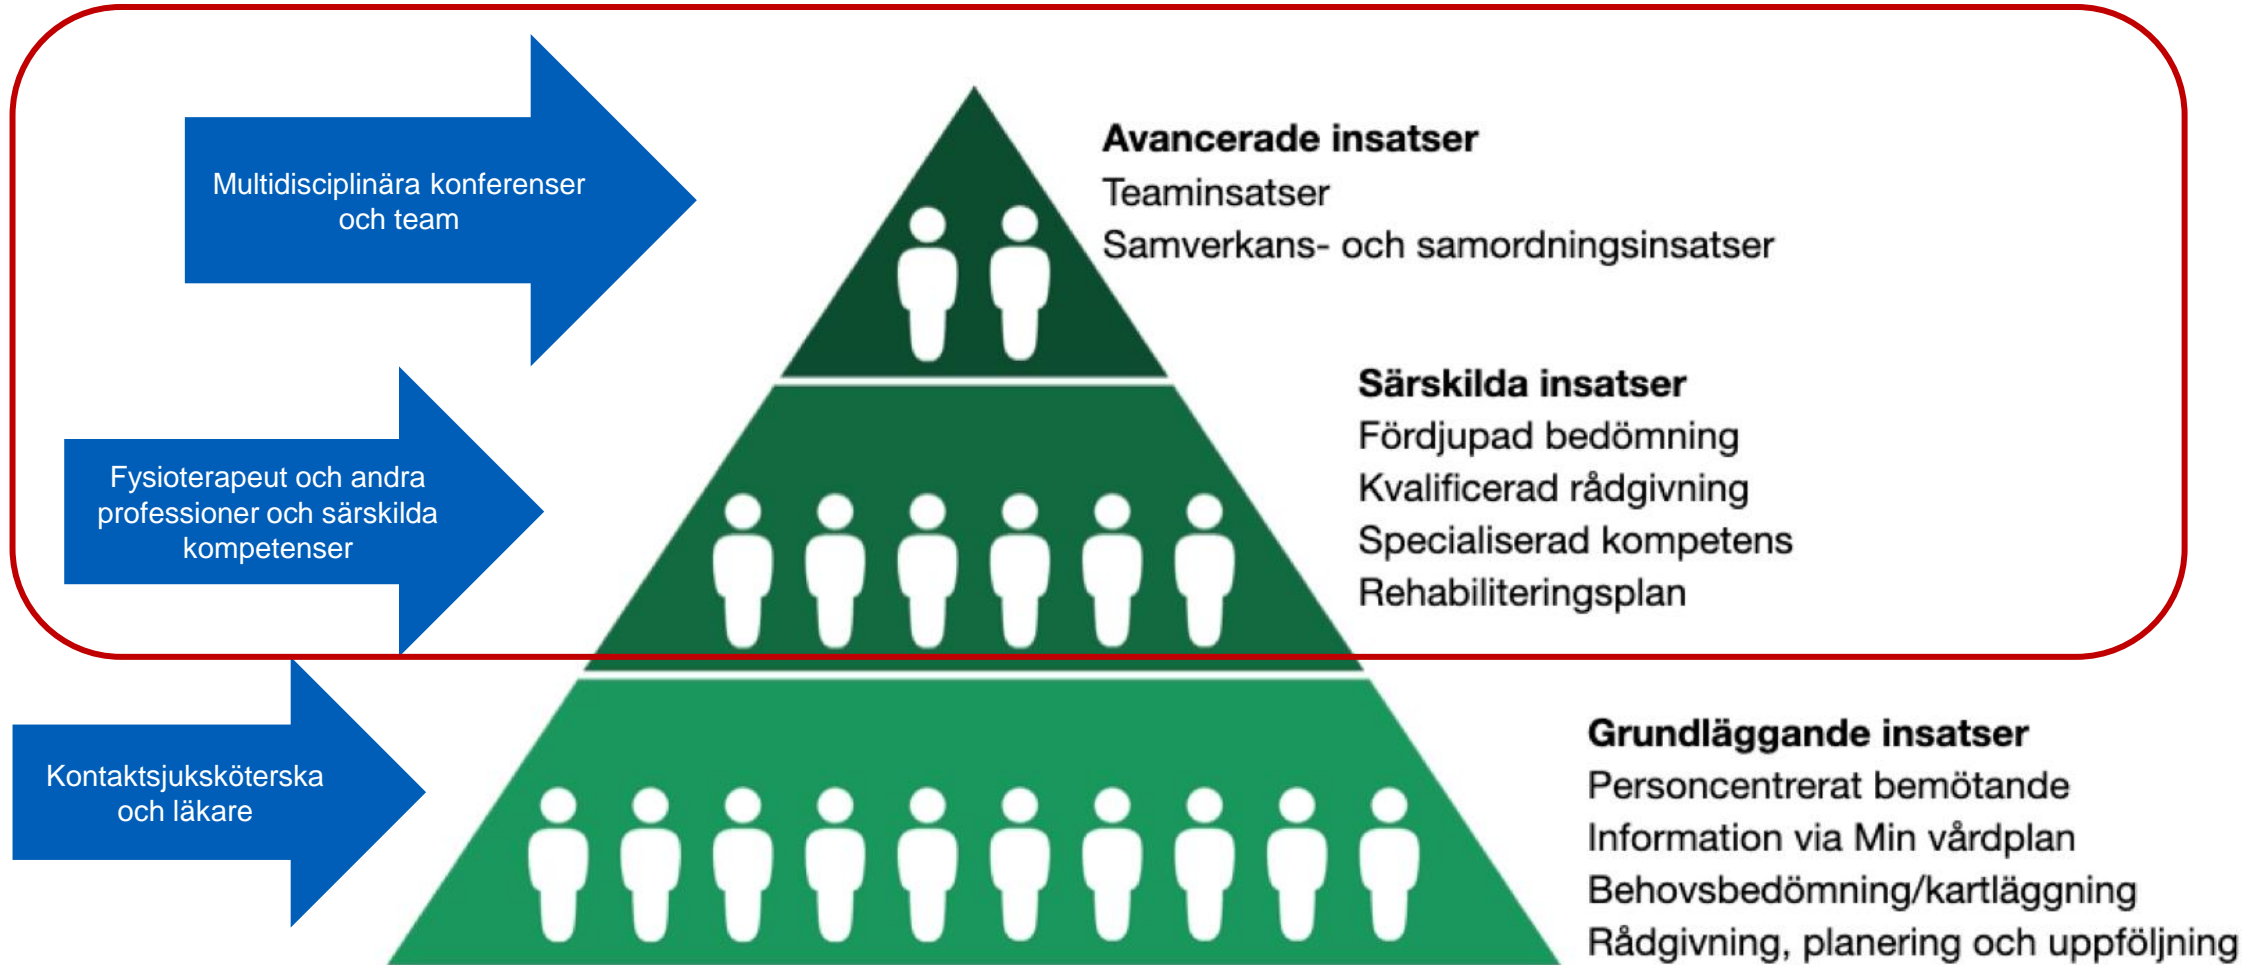 Multidisciplinära konferenser
och team
Avancerade insatser
Teaminsatser
Samverkans- och samordningsinsatser
Fysioterapeut och andra
professioner och särskilda
kompetenser
Särskilda insatser
Fördjupad bedömning
Kvalificerad rådgivning
Specialiserad kompetens
Rehabiliteringsplan
Kontaktsjuksköterska
och läkare
Grundläggande insatser
Personcentrerat bemötande
Information via Min vårdplan
Behovsbedömning/kartläggning
Rådgivning, planering och uppföljning